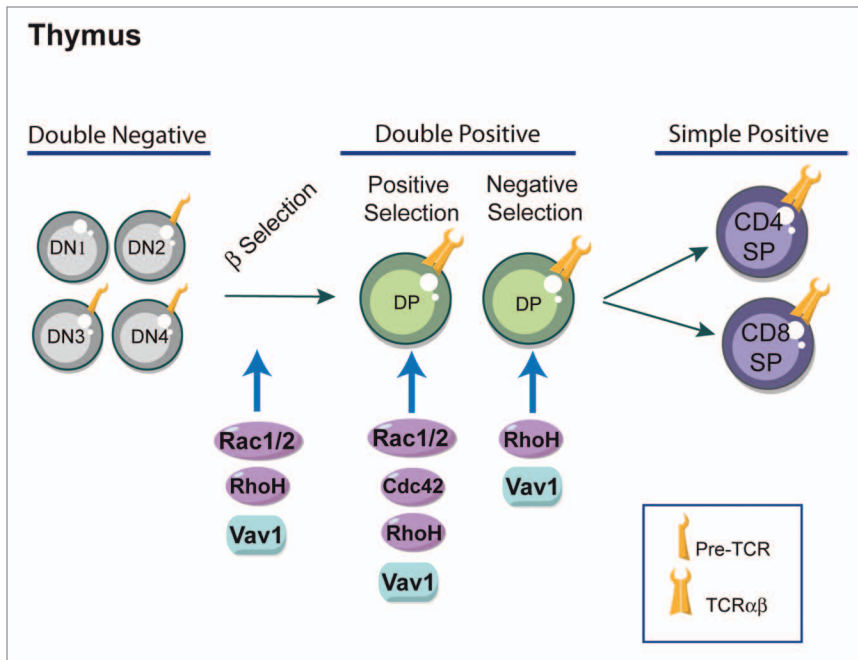 Thymus
Double Negative
Double Positive
Simple Positive
DN1
DN2
DN3
DN4
β Selection
Positive
Selection
Negative
Selection
DP
DP
CD4
SP
CD8
SP
Rac1/2
RhoH
Vav1
Rac1/2
Cdc42
RhoH
Vav1
RhoH
Vav1
Pre-TCR
TCRαβ